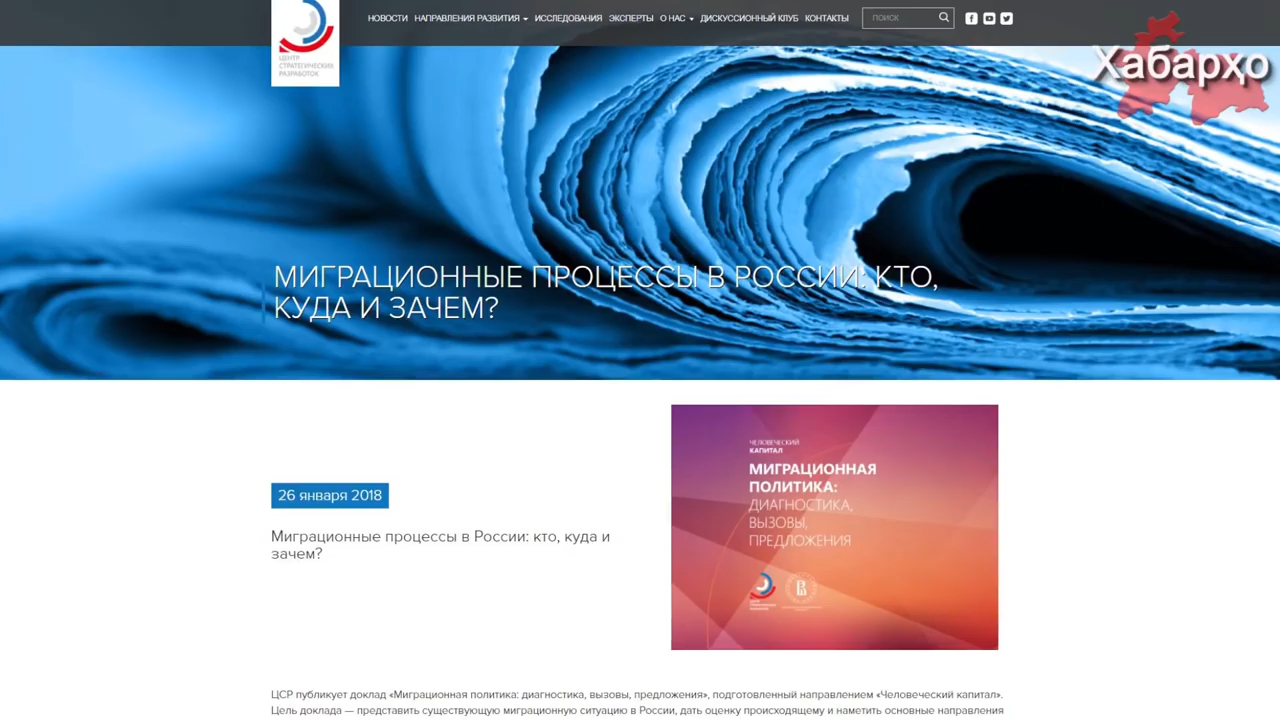 НОВОСТИ НАПРАВЛЕНИЯ РАЗВИТИЯ ИССЛЕДОВАНИЯ ЭКСПЕРТЫ О НАС ДИСКУССИОННЫЙ КЛУБ КОНТАКТЫ ПОИСК
ЦЕНТР
СТРАТЕГИЧЕСКИХ
РАЗРАБОТОК
Хабарҳо
МИГРАЦИОННЫЕ ПРОЦЕССЫ В РОССИИ: КТО,
КУДА И ЗАЧЕМ?
26 января 2018
Миграционные процессы в России: кто, куда и
зачем?
ЧЕЛОВЕЧЕСКИЙ
КАПИТАЛ
МИГРАЦИОННАЯ
ПОЛИТИКА:
ДИАГНОСТИКА,
ВЫЗОВЫ,
ПРЕДЛОЖЕНИЯ
ЦСР публикует доклад «Миграционная политика: диагностика, вызовы, предложения», подготовленный направлением «Человеческий капитал».
Цель доклада — представить существующую миграционную ситуацию в России, дать оценку происходящему и наметить основные направления